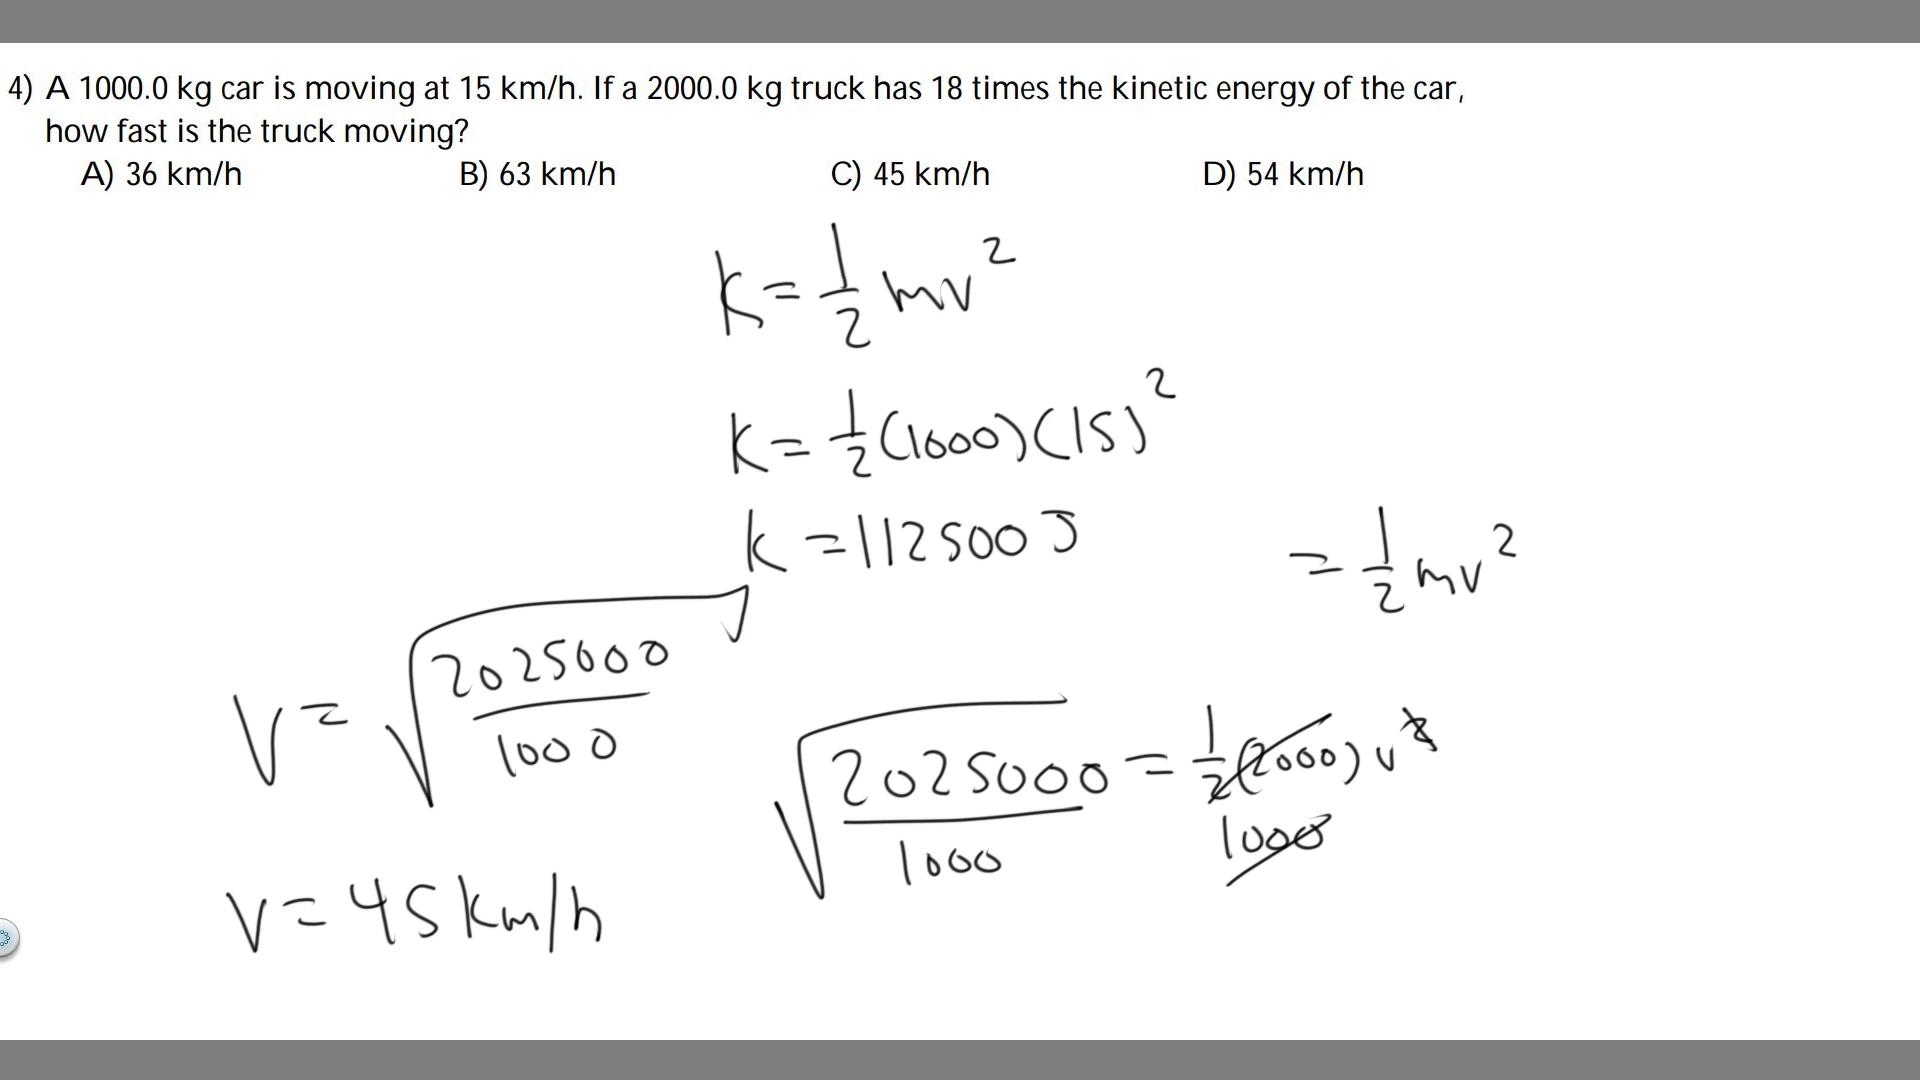 4) A 1000.0 kg car is moving at 15 km/h. If a 2000.0 kg truck has 18 times the kinetic energy of the car,
how fast is the truck moving?
A) 36 km/h B) 63 km/h C) 45 km/h D) 54 km/h
K = 1/2 mv²
K = 1/2 (1000)(15)²
K = 112500 J
= 1/2 mv²
V = √(2025000/1000)
√(2025000/1000) = 1/2 (2000) v²
1000
V = 45 km/h